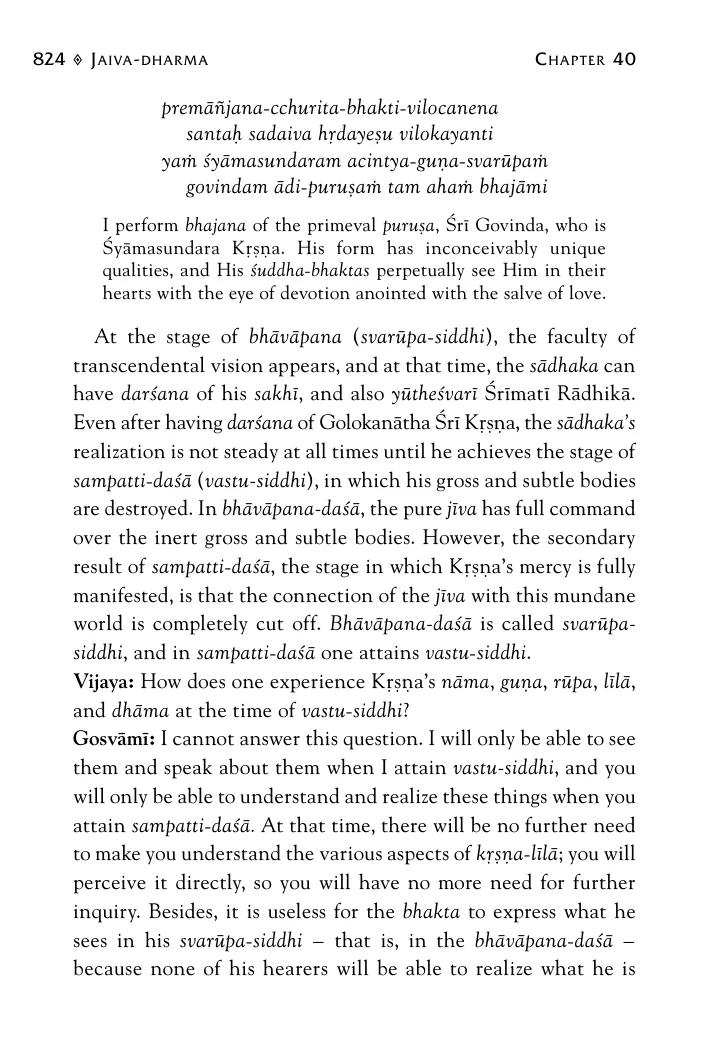 824 ◈ JAIVA-DHARMA CHAPTER 40
premāñjana-cchurita-bhakti-vilocanena
santaḥ sadaiva hṛdayeṣu vilokayanti
yaṁ śyāmasundaram acintya-guṇa-svarūpaṁ
govindam ādi-puruṣaṁ tam ahaṁ bhajāmi
I perform bhajana of the primeval puruṣa, Śrī Govinda, who is
Śyāmasundara Kṛṣṇa. His form has inconceivably unique
qualities, and His śuddha-bhaktas perpetually see Him in their
hearts with the eye of devotion anointed with the salve of love.
At the stage of bhāvāpana (svarūpa-siddhi), the faculty of
transcendental vision appears, and at that time, the sādhaka can
have darśana of his sakhī, and also yūtheśvarī Śrīmatī Rādhikā.
Even after having darśana of Golokanātha Śrī Kṛṣṇa, the sādhaka's
realization is not steady at all times until he achieves the stage of
sampatti-daśā (vastu-siddhi), in which his gross and subtle bodies
are destroyed. In bhāvāpana-daśā, the pure jīva has full command
over the inert gross and subtle bodies. However, the secondary
result of sampatti-daśā, the stage in which Kṛṣṇa's mercy is fully
manifested, is that the connection of the jīva with this mundane
world is completely cut off. Bhāvāpana-daśā is called svarūpa-
siddhi, and in sampatti-daśā one attains vastu-siddhi.
Vijaya: How does one experience Kṛṣṇa's nāma, guṇa, rūpa, līlā,
and dhāma at the time of vastu-siddhi?
Gosvāmī: I cannot answer this question. I will only be able to see
them and speak about them when I attain vastu-siddhi, and you
will only be able to understand and realize these things when you
attain sampatti-daśā. At that time, there will be no further need
to make you understand the various aspects of kṛṣṇa-līlā; you will
perceive it directly, so you will have no more need for further
inquiry. Besides, it is useless for the bhakta to express what he
sees in his svarūpa-siddhi – that is, in the bhāvāpana-daśā –
because none of his hearers will be able to realize what he is